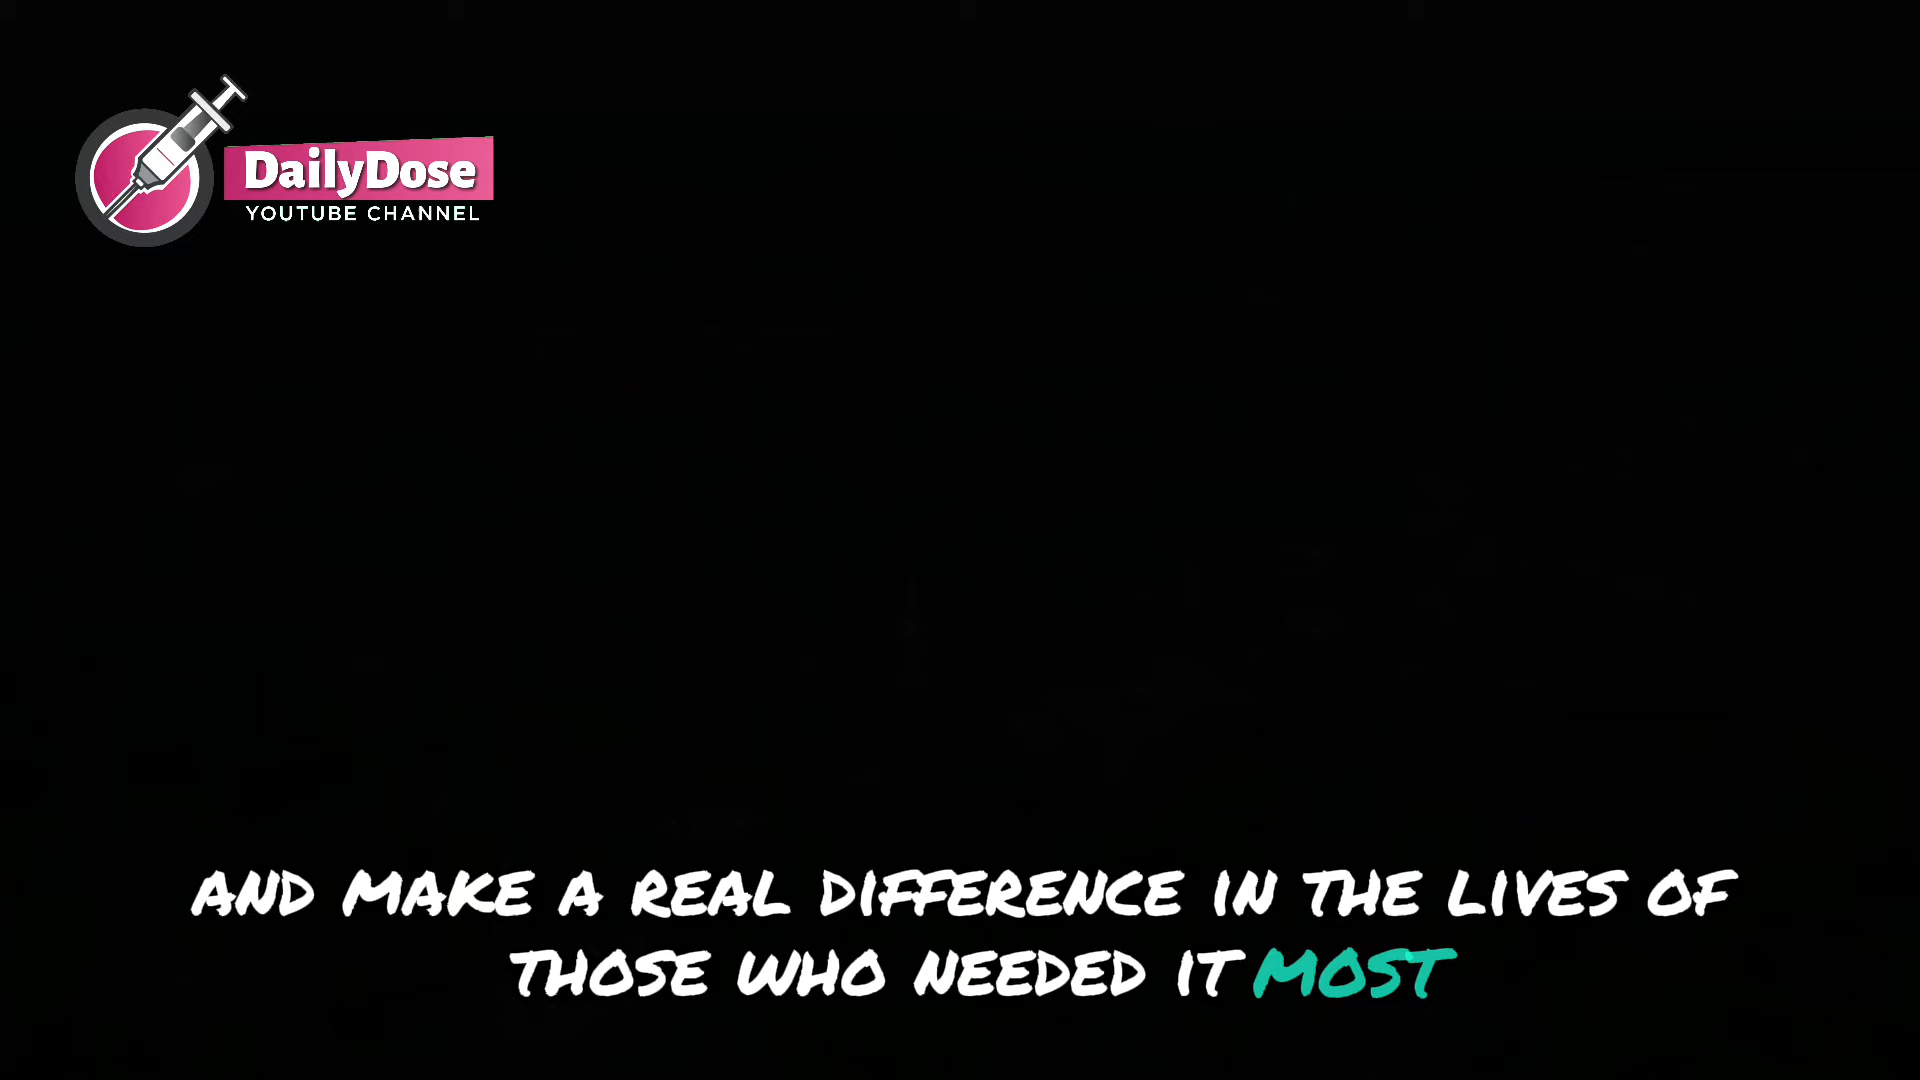 DailyDose
YOUTUBE CHANNEL
AND MAKE A REAL DIFFERENCE IN THE LIVES OF
THOSE WHO NEEDED IT MOST